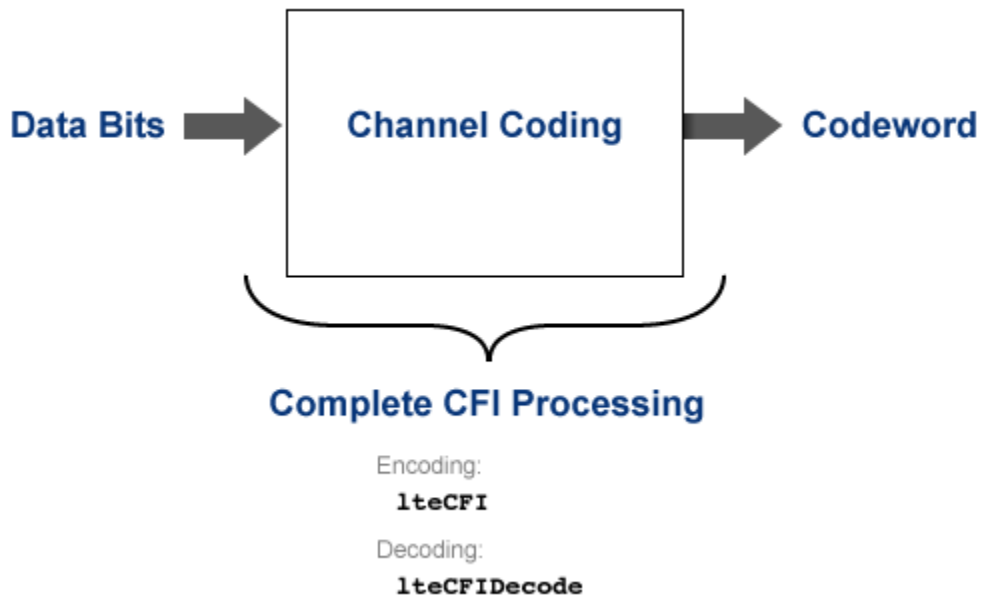 Data Bits
Channel Coding
Codeword
Complete CFI Processing
Encoding:
lteCFI
Decoding:
lteCFIDecode